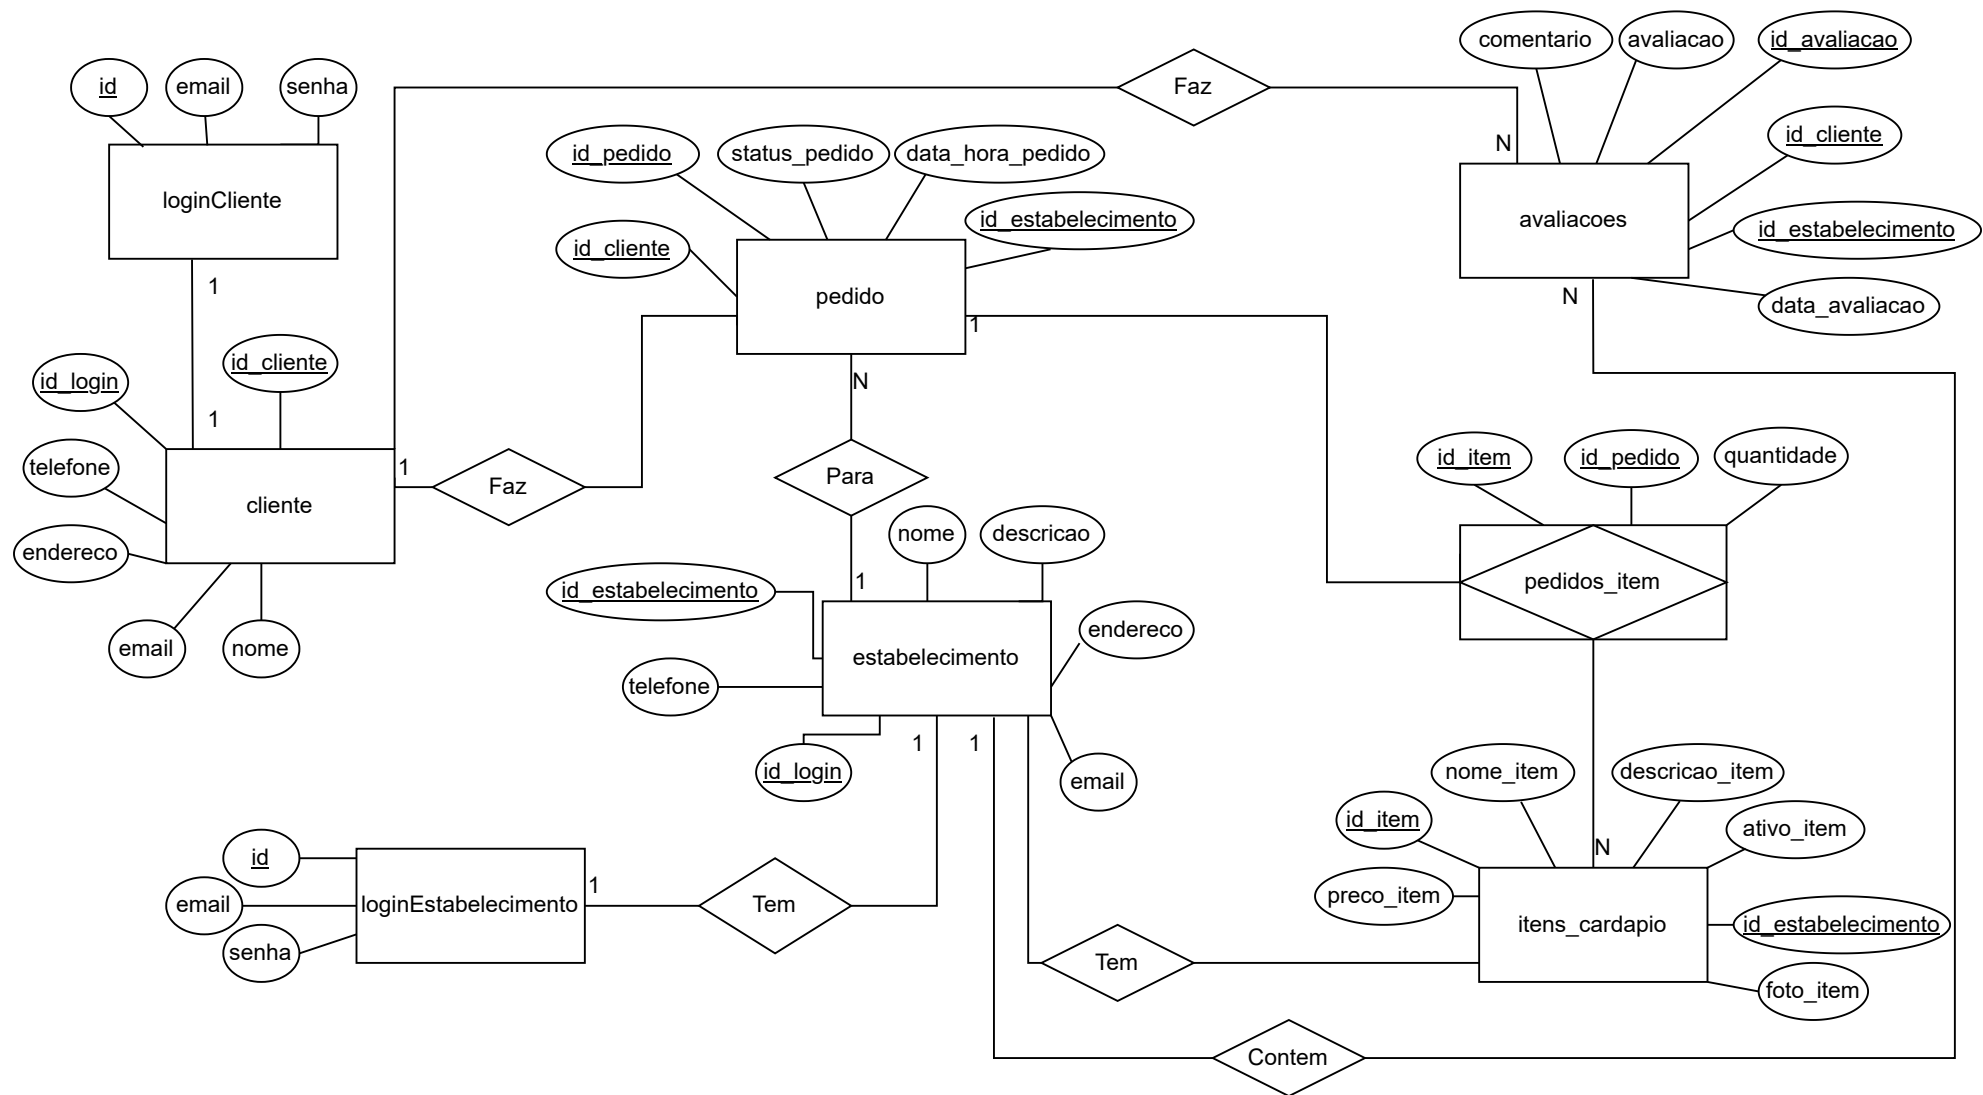 comentario
avaliacao
id_avaliacao
id
email
senha
Faz
id_cliente
N
id_pedido
status_pedido
data_hora_pedido
loginCliente
avaliacoes
id_estabelecimento
id_cliente
id_estabelecimento
pedido
1
N
data_avaliacao
1
id_login
id_cliente
N
1
telefone
1
Faz
Para
id_item
id_pedido
quantidade
cliente
endereco
nome
descricao
1
pedidos_item
id_estabelecimento
email
nome
endereco
estabelecimento
telefone
1
1
id_login
email
nome_item
descricao_item
id_item
ativo_item
N
id
1
preco_item
email
loginEstabelecimento
Tem
itens_cardapio
id_estabelecimento
senha
Tem
foto_item
Contem